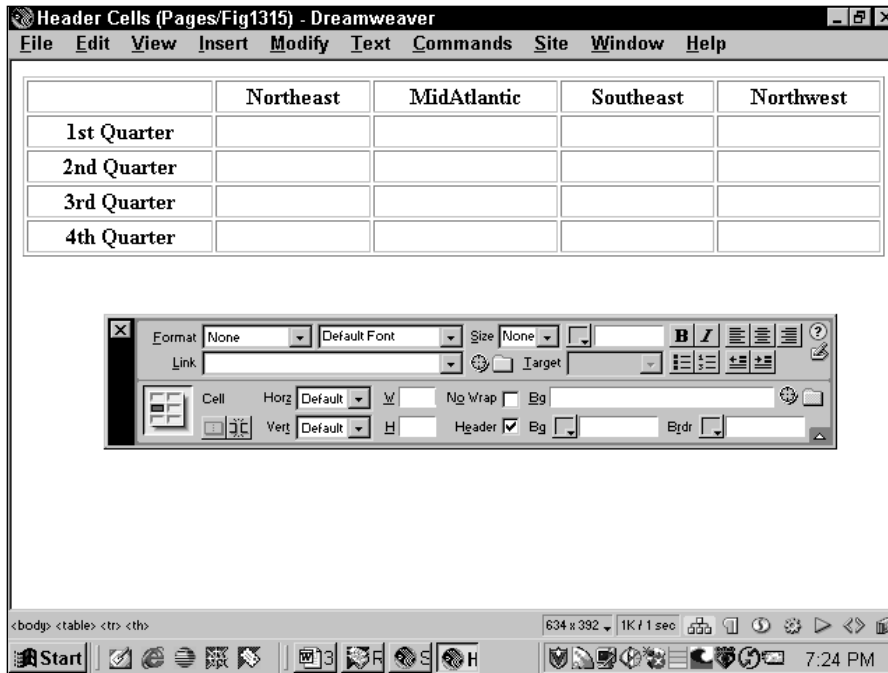 Header Cells (Pages/Fig1315) - Dreamweaver
File Edit View Insert Modify Text Commands Site Window Help
Northeast MidAtlantic Southeast Northwest
1st Quarter
2nd Quarter
3rd Quarter
4th Quarter
Format None Default Font Size None B I
Link Target
Cell Horz Default W No Wrap Bg
Vert Default H Header Bg Brdr
<body> <table> <tr> <th> 634 x 392 1K / 1 sec
Start 3 F S H 7:24 PM